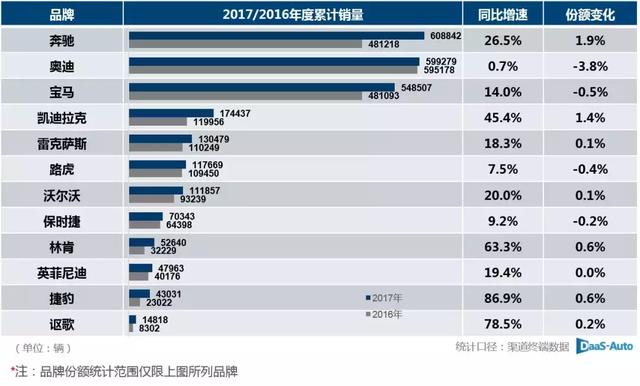 品牌 2017/2016年度累计销量 同比增速 份额变化
奔驰 608842 481218 26.5% 1.9%
奥迪 599279 595178 0.7% -3.8%
宝马 548507 481093 14.0% -0.5%
凯迪拉克 174437 119956 45.4% 1.4%
雷克萨斯 130479 110249 18.3% 0.1%
路虎 117669 109450 7.5% -0.4%
沃尔沃 111857 93239 20.0% 0.1%
保时捷 70343 64398 9.2% -0.2%
林肯 52640 32229 63.3% 0.6%
英菲尼迪 47963 40176 19.4% 0.0%
捷豹 43031 23022 2017年 86.9% 0.6%
讴歌 14818 8302 2016年 78.5% 0.2%
（单位：辆） 统计口径：渠道终端数据 DaaS-Auto
*注：品牌份额统计范围仅限上图所列品牌